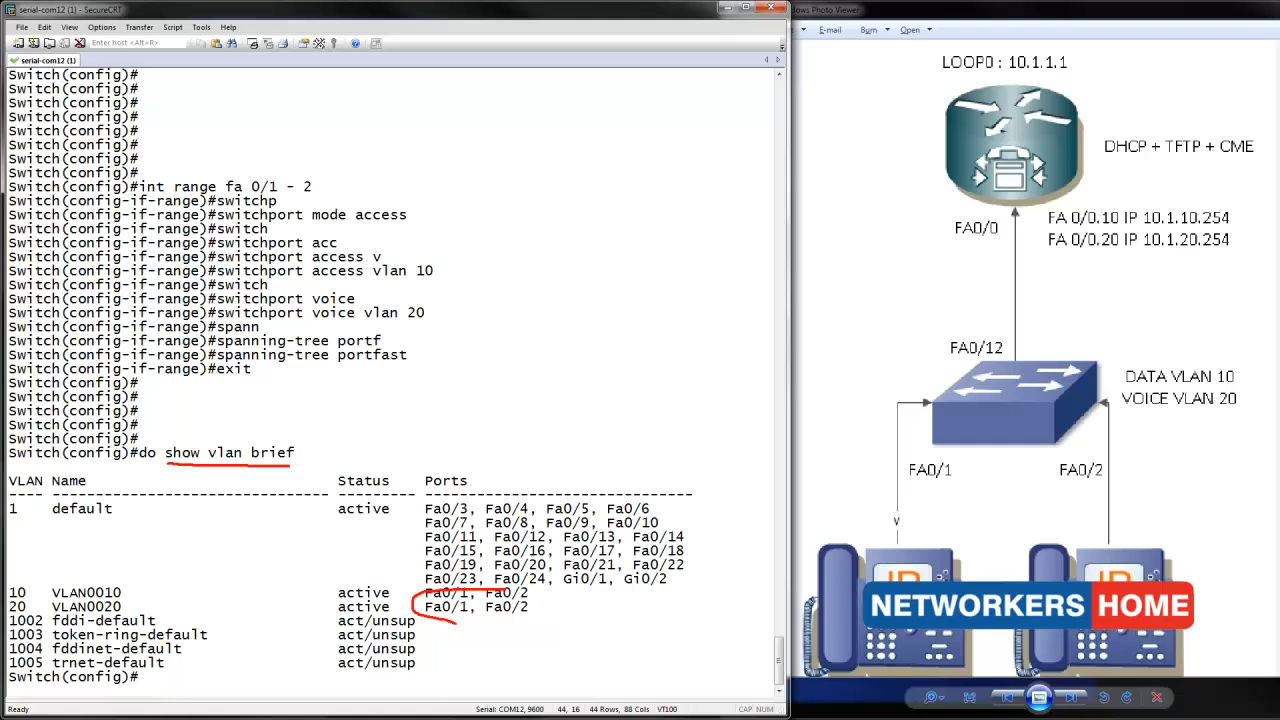 serial-com12 (1) - SecureCRT
File Edit View Options Transfer Script Tools Help
Enter host <Alt+R>
serial-com12 (1)
Switch(config)#
Switch(config)#
Switch(config)#
Switch(config)#
Switch(config)#
Switch(config)#
Switch(config)#
Switch(config)#
Switch(config)#int range fa 0/1 - 2
Switch(config-if-range)#switchp
Switch(config-if-range)#switchport mode access
Switch(config-if-range)#switch
Switch(config-if-range)#switchport acc
Switch(config-if-range)#switchport access v
Switch(config-if-range)#switchport access vlan 10
Switch(config-if-range)#switch
Switch(config-if-range)#switchport voice
Switch(config-if-range)#switchport voice vlan 20
Switch(config-if-range)#spann
Switch(config-if-range)#spanning-tree portf
Switch(config-if-range)#spanning-tree portfast
Switch(config-if-range)#exit
Switch(config)#
Switch(config)#
Switch(config)#
Switch(config)#
Switch(config)#
Switch(config)#do show vlan brief
VLAN Name Status Ports
---- -------------------------------- --------- -------------------------------
1 default active Fa0/3, Fa0/4, Fa0/5, Fa0/6
Fa0/7, Fa0/8, Fa0/9, Fa0/10
Fa0/11, Fa0/12, Fa0/13, Fa0/14
Fa0/15, Fa0/16, Fa0/17, Fa0/18
Fa0/19, Fa0/20, Fa0/21, Fa0/22
Fa0/23, Fa0/24, Gi0/1, Gi0/2
10 VLAN0010 active Fa0/1, Fa0/2
20 VLAN0020 active Fa0/1, Fa0/2
1002 fddi-default act/unsup
1003 token-ring-default act/unsup
1004 fddinet-default act/unsup
1005 trnet-default act/unsup
Switch(config)#
Ready Serial: COM12, 9600 44, 16 44 Rows, 88 Cols VT100 CAP NUM
Windows Photo Viewer
E-mail Burn Open
LOOP0 : 10.1.1.1
DHCP + TFTP + CME
FA0/0
FA 0/0.10 IP 10.1.10.254
FA 0/0.20 IP 10.1.20.254
FA0/12
DATA VLAN 10
VOICE VLAN 20
FA0/1
FA0/2
v
NETWORKERS HOME